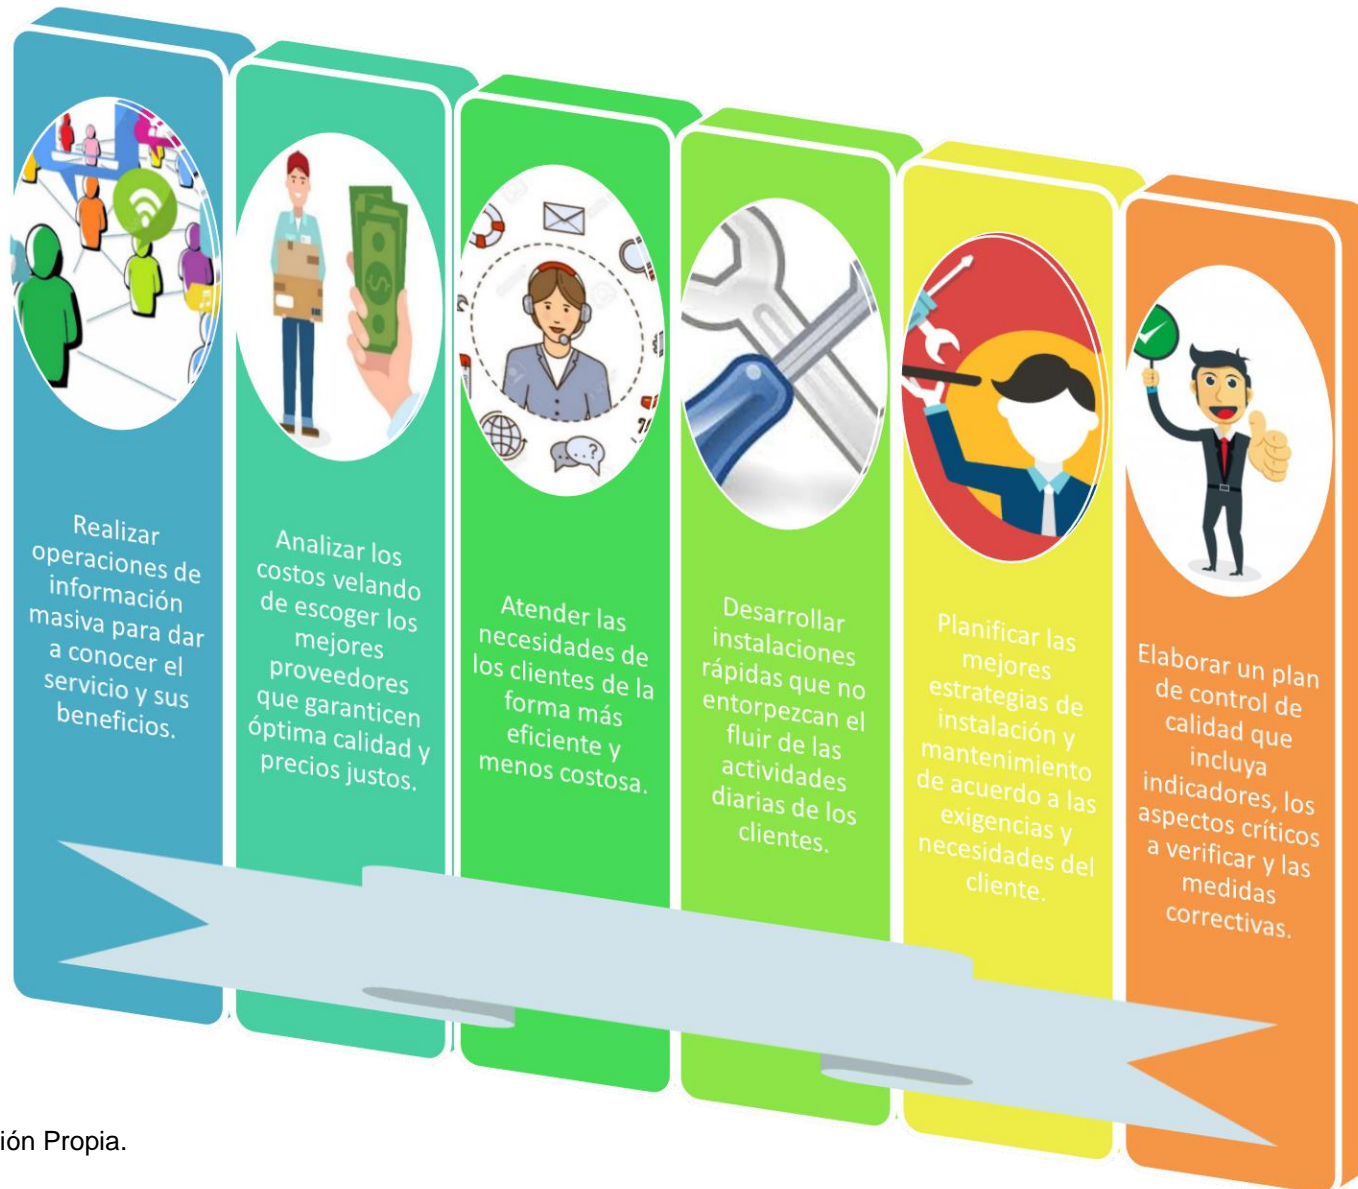 Realizar
operaciones de
información
masiva para dar
a conocer el
servicio y sus
beneficios.
Analizar los
costos velando
de escoger los
mejores
proveedores
que garanticen
óptima calidad y
precios justos.
Atender las
necesidades de
los clientes de la
forma más
eficiente y
menos costosa.
Desarrollar
instalaciones
rápidas que no
entorpezcan el
fluir de las
actividades
diarias de los
clientes.
Planificar las
mejores
estrategias de
instalación y
mantenimiento
de acuerdo a las
exigencias y
necesidades del
cliente.
Elaborar un plan
de control de
calidad que
incluya
indicadores, los
aspectos críticos
a verificar y las
medidas
correctivas.
ión Propia.